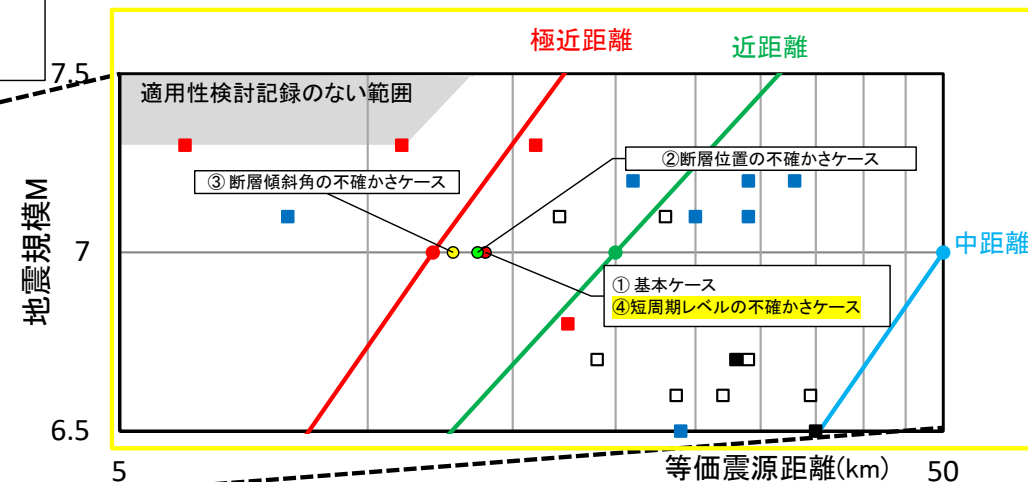 極近距離
近距離
7.5
適用性検討記録のない範囲
②断層位置の不確かさケース
③ 断層傾斜角の不確かさケース
地震規模M
7
中距離
① 基本ケース
④短周期レベルの不確かさケース
6.5
5
等価震源距離(km)
50